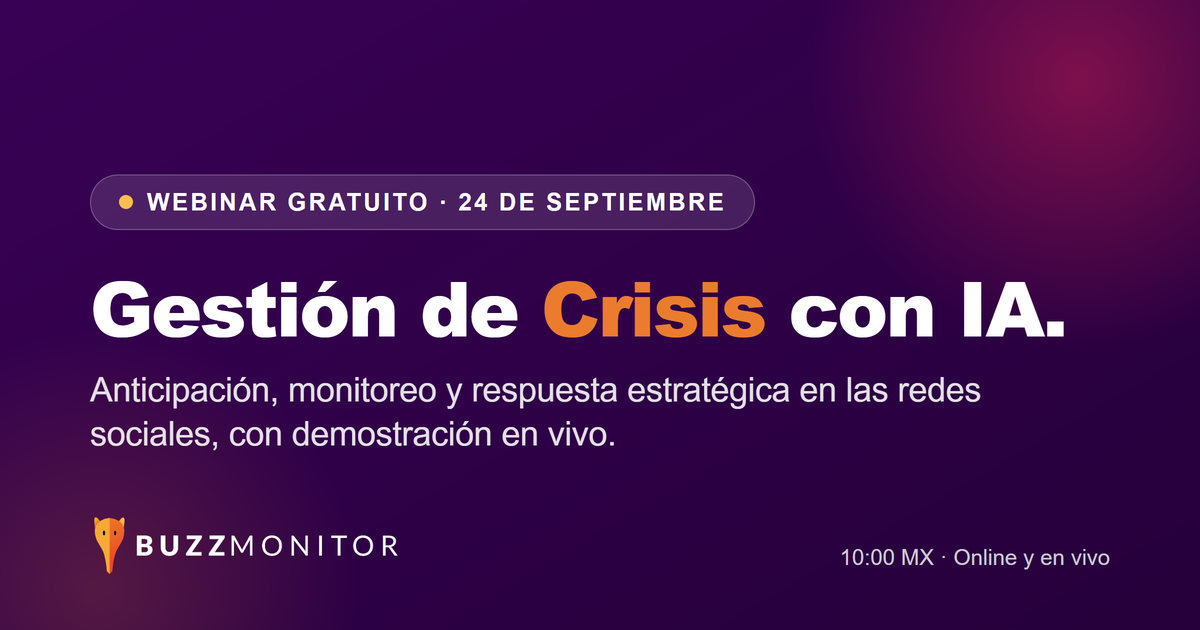 WEBINAR GRATUITO · 24 DE SEPTIEMBRE
Gestión de Crisis con IA.
Anticipación, monitoreo y respuesta estratégica en las redes
sociales, con demostración en vivo.
BUZZMONITOR
10:00 MX · Online y en vivo